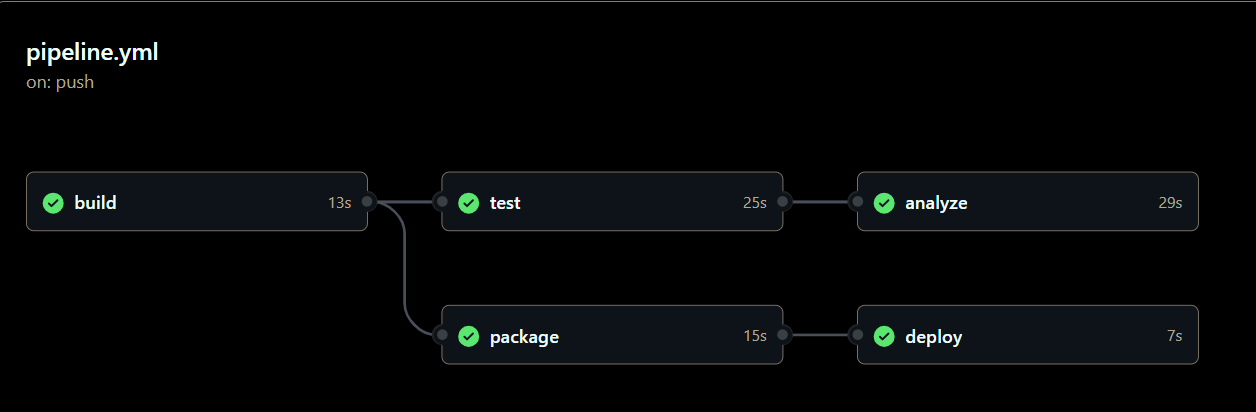 pipeline.yml
on: push
build 13s
test 25s
analyze 29s
package 15s
deploy 7s